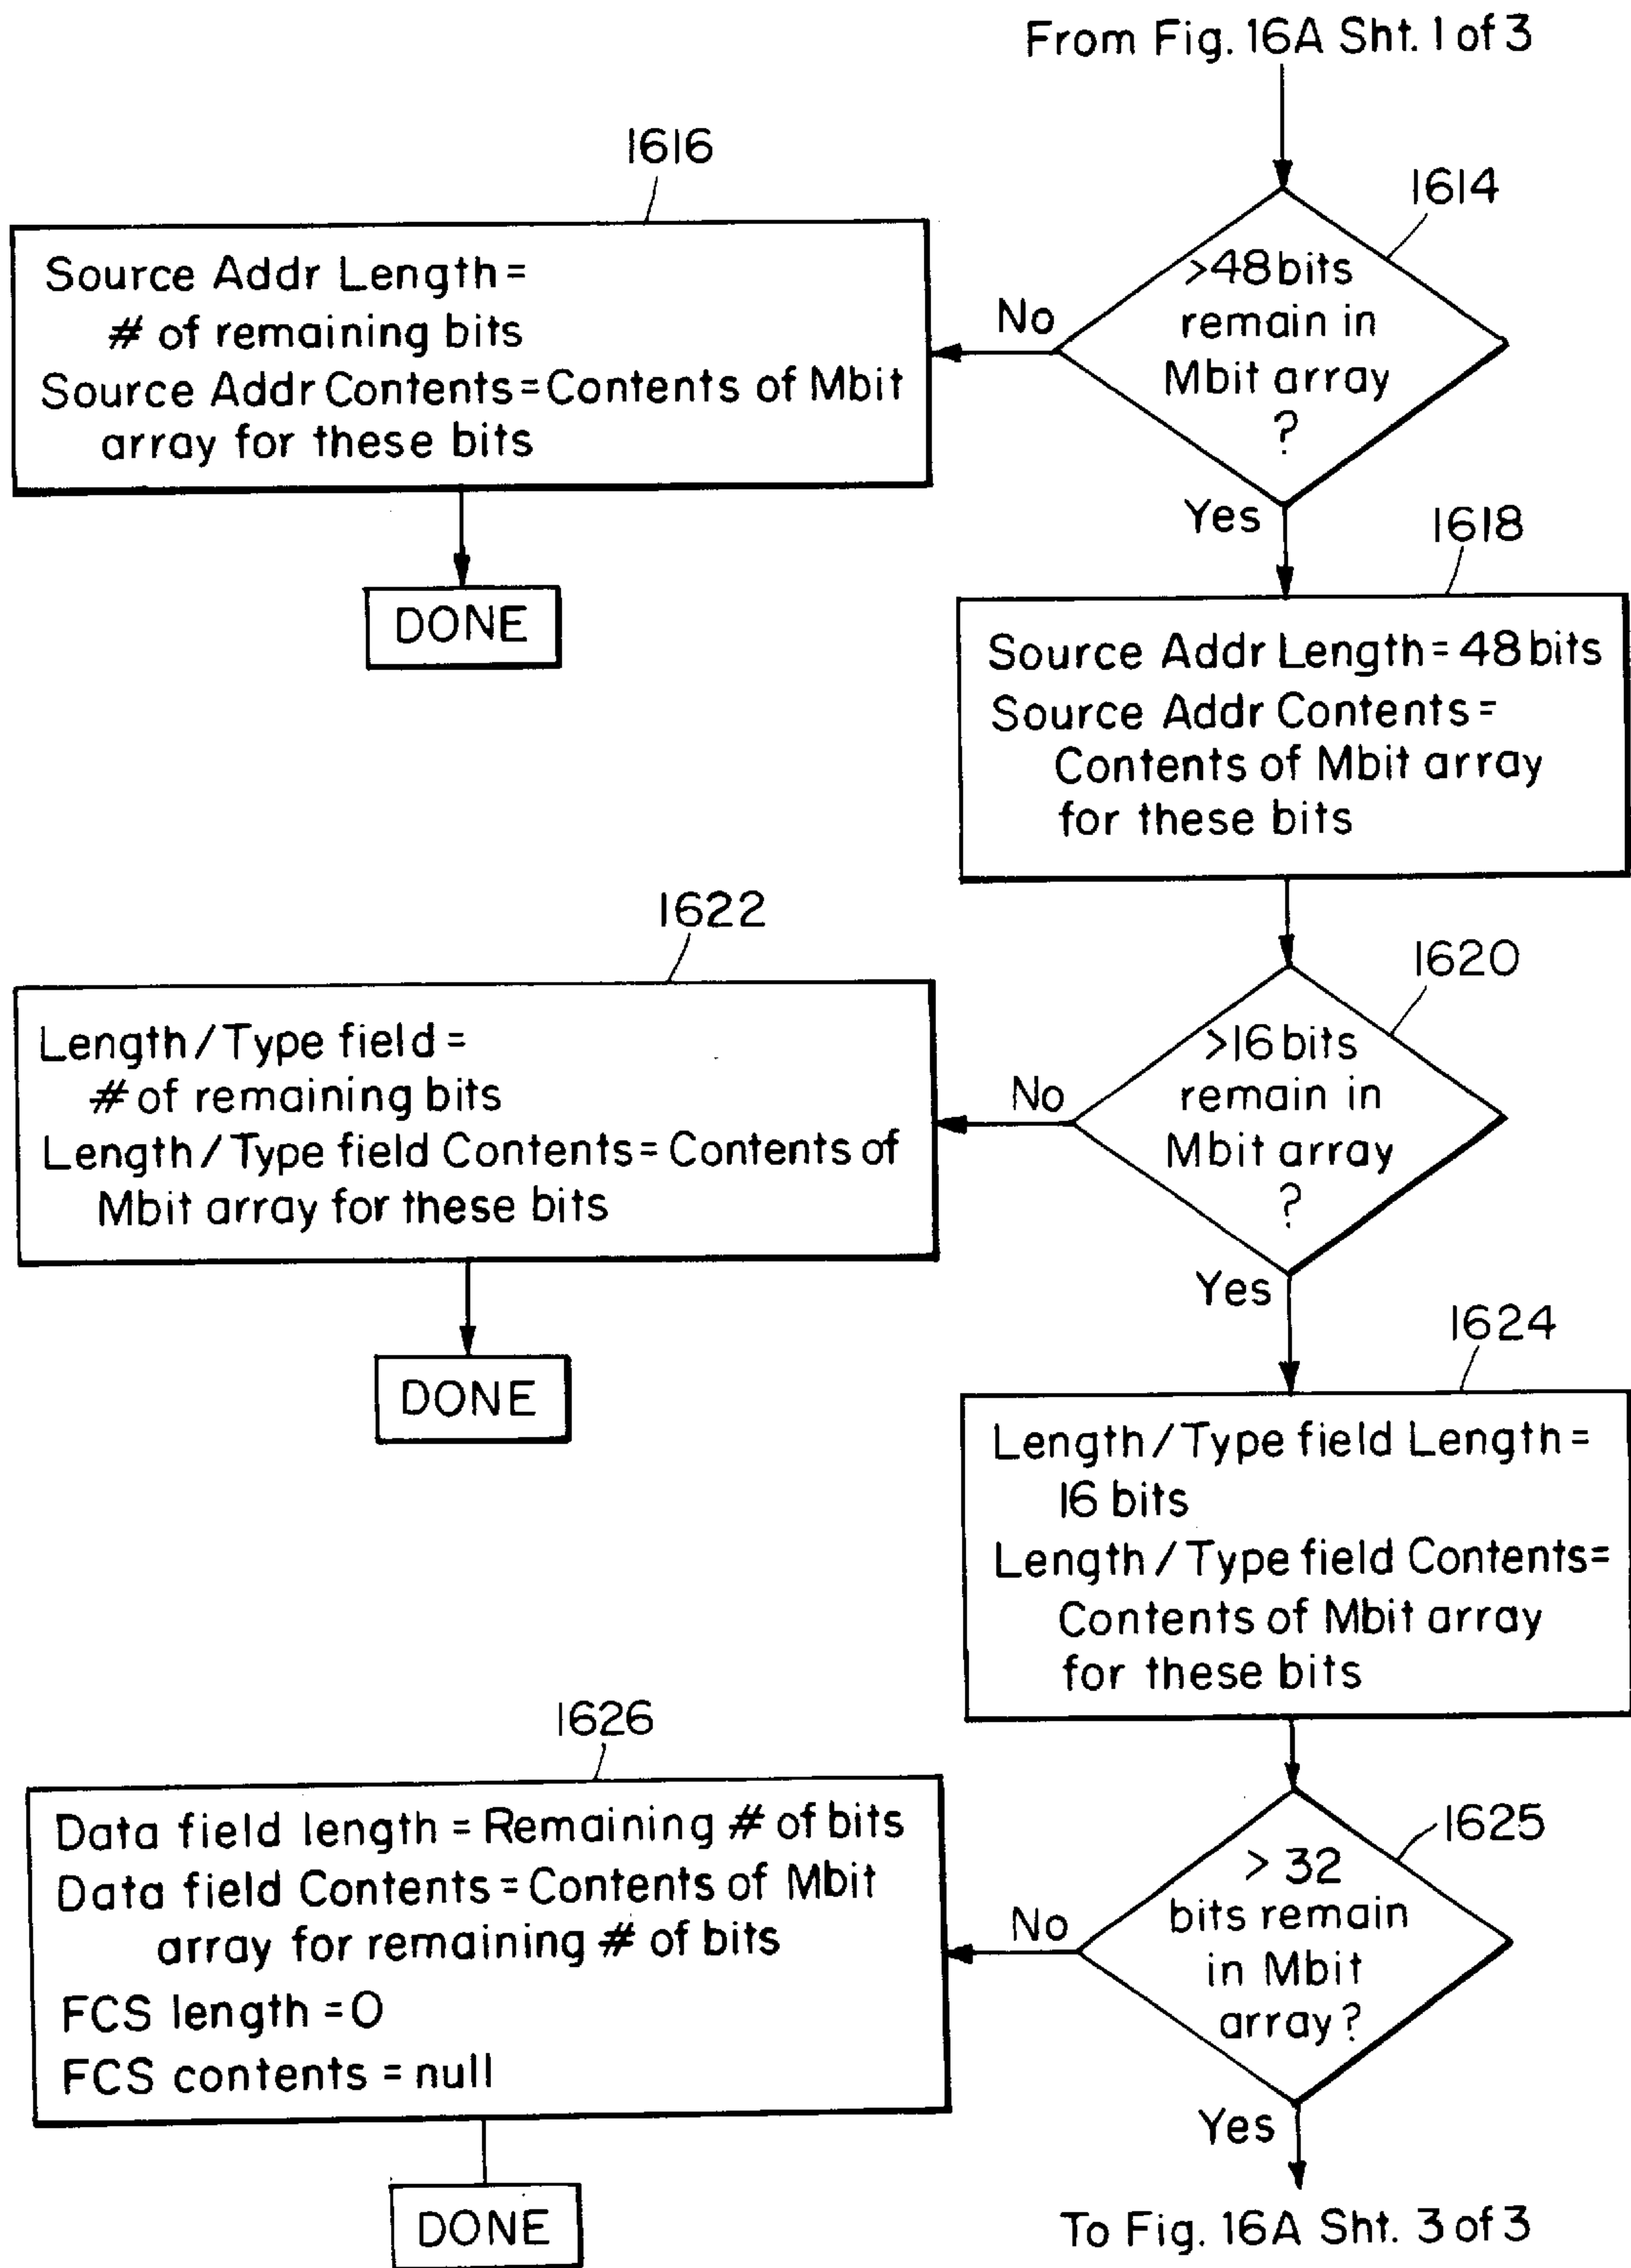 From Fig. 16A Sht. 1 of 3
1616
1614
Source Addr Length =
# of remaining bits
Source Addr Contents = Contents of Mbit
array for these bits
>48 bits
remain in
Mbit array
?
No
Yes
DONE
1618
Source Addr Length = 48 bits
Source Addr Contents =
Contents of Mbit array
for these bits
1622
1620
Length/Type field =
# of remaining bits
Length/Type field Contents = Contents of
Mbit array for these bits
>16 bits
remain in
Mbit array
?
No
Yes
DONE
1624
Length/Type field Length =
16 bits
Length/Type field Contents =
Contents of Mbit array
for these bits
1626
1625
Data field length = Remaining # of bits
Data field Contents = Contents of Mbit
array for remaining # of bits
FCS length = 0
FCS contents = null
> 32
bits remain
in Mbit
array?
No
Yes
DONE
To Fig. 16A Sht. 3 of 3